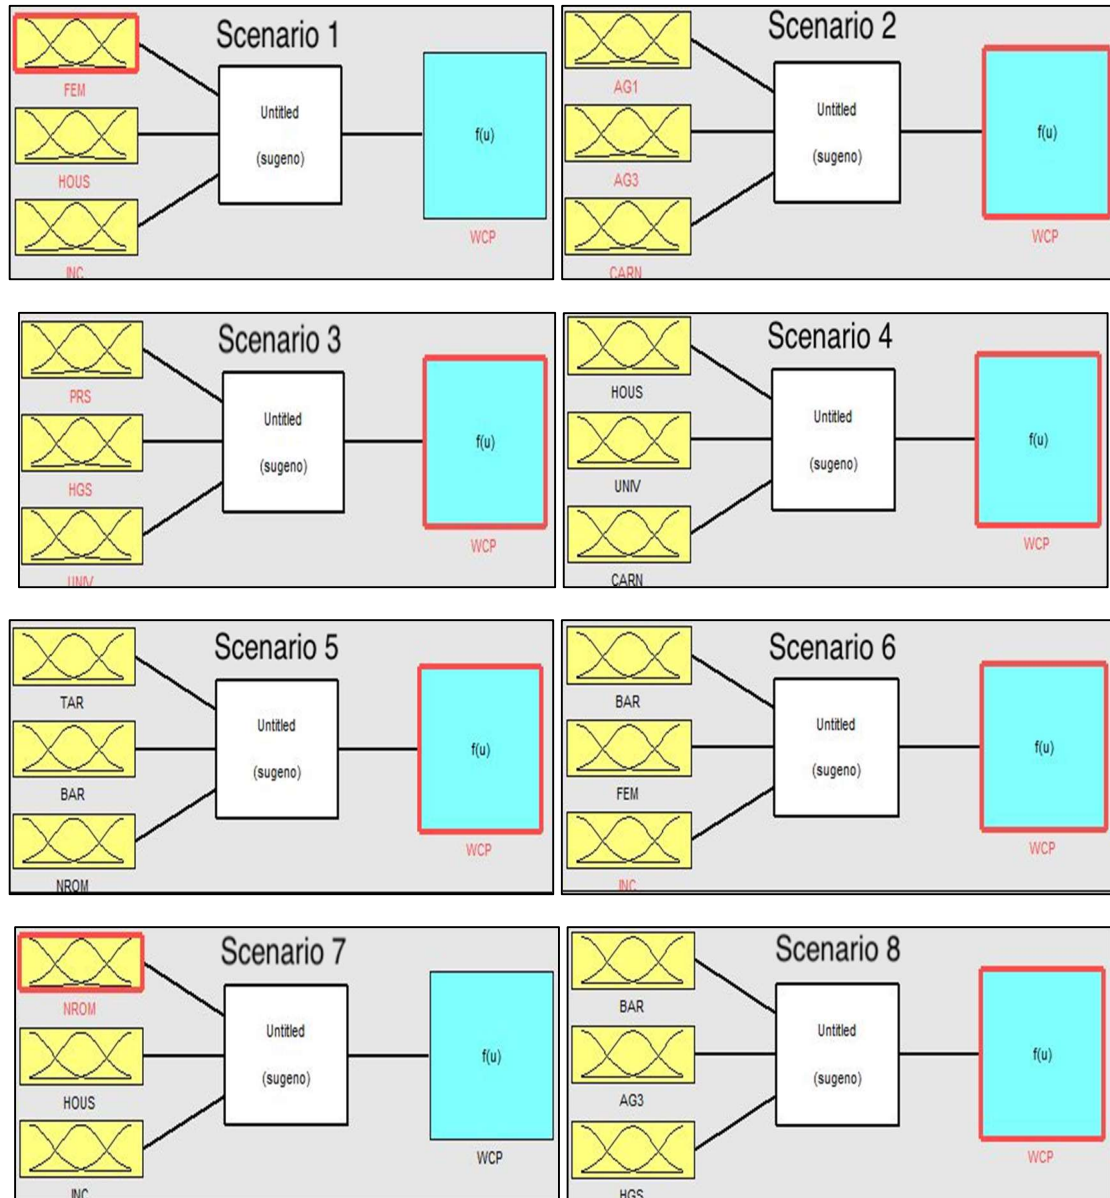 Scenario 1
FEM
HOUS
INC
Untitled
(sugeno)
f(u)
WCP
Scenario 2
AG1
AG3
CARN
Untitled
(sugeno)
f(u)
WCP
Scenario 3
PRS
HGS
UNIV
Untitled
(sugeno)
f(u)
WCP
Scenario 4
HOUS
UNIV
CARN
Untitled
(sugeno)
f(u)
WCP
Scenario 5
TAR
BAR
NROM
Untitled
(sugeno)
f(u)
WCP
Scenario 6
BAR
FEM
INC
Untitled
(sugeno)
f(u)
WCP
Scenario 7
NROM
HOUS
INC
Untitled
(sugeno)
f(u)
WCP
Scenario 8
BAR
AG3
HGS
Untitled
(sugeno)
f(u)
WCP